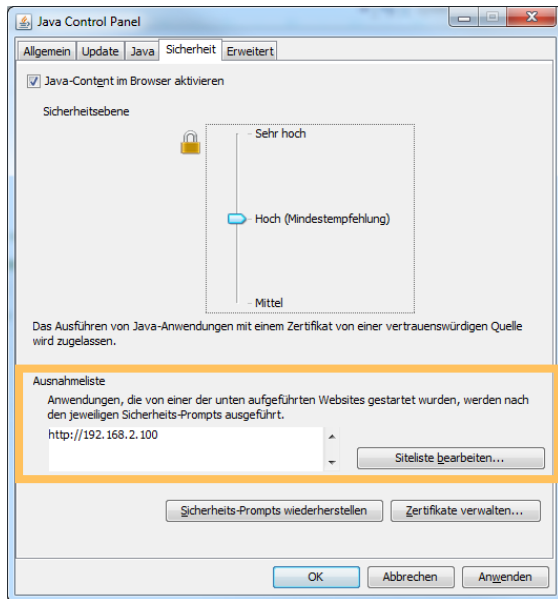 Java Control Panel
Allgemein Update Java Sicherheit Erweitert
Java-Content im Browser aktivieren
Sicherheitsebene
Sehr hoch
Hoch (Mindestempfehlung)
Mittel
Das Ausführen von Java-Anwendungen mit einem Zertifikat von einer vertrauenswürdigen Quelle
wird zugelassen.
Ausnahmeliste
Anwendungen, die von einer der unten aufgeführten Websites gestartet wurden, werden nach
den jeweiligen Sicherheits-Prompts ausgeführt.
http://192.168.2.100
Siteliste bearbeiten...
Sicherheits-Prompts wiederherstellen Zertifikate verwalten...
OK Abbrechen Anwenden